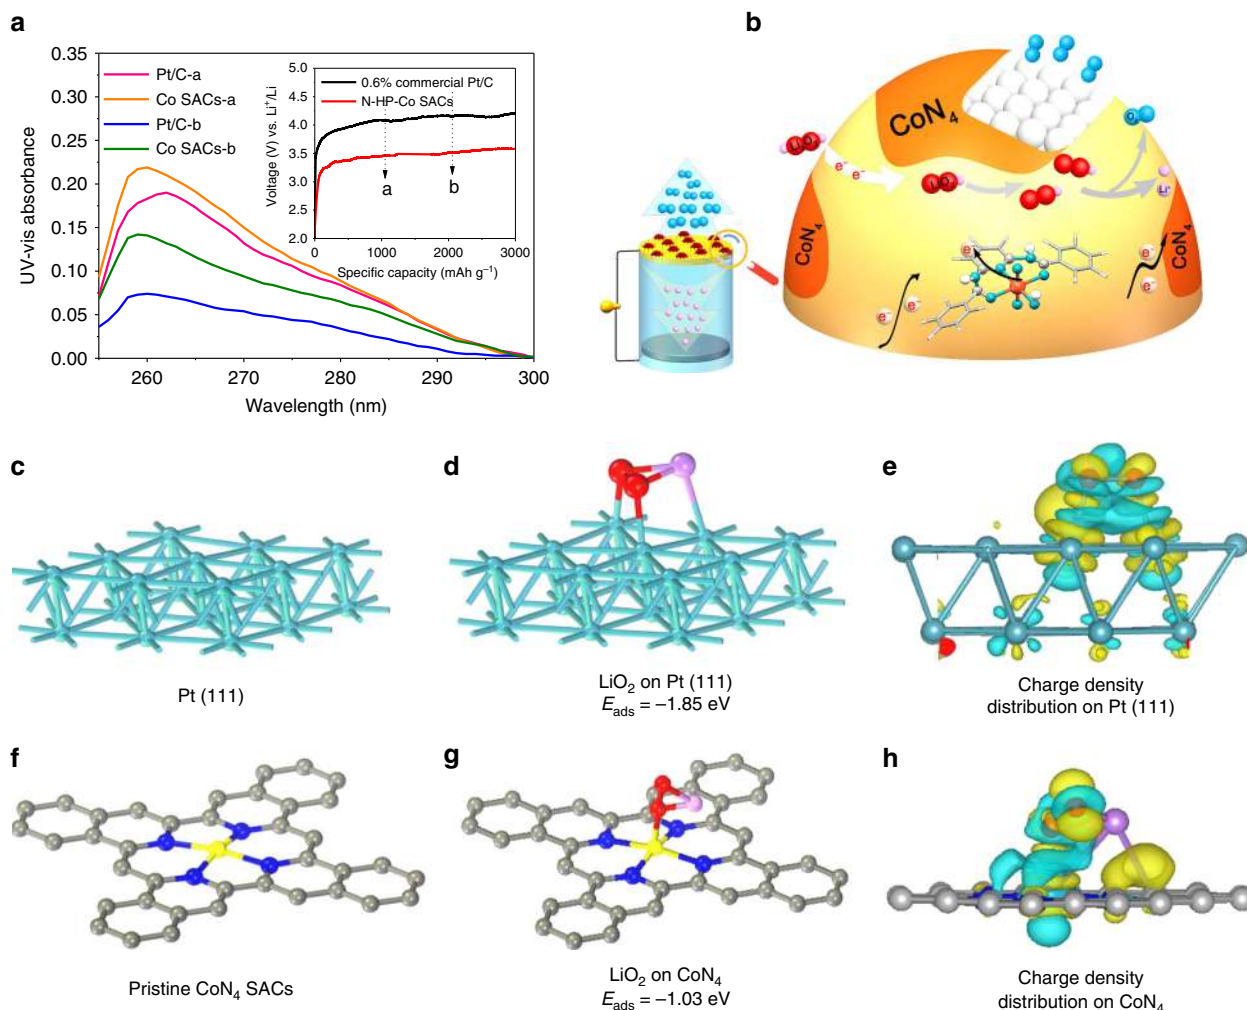 a
UV-vis absorbance
0.35
0.30
0.25
0.20
0.15
0.10
0.05
0.00
260
270
280
290
300
Wavelength (nm)
Pt/C-a
Co SACs-a
Pt/C-b
Co SACs-b
Voltage (V) vs. Li⁺/Li
5.0
4.5
4.0
3.5
3.0
2.5
2.0
0.6% commercial Pt/C
N-HP-Co SACs
a
b
0
1000
2000
3000
Specific capacity (mAh g⁻¹)
b
CoN₄
CoN₄
CoN₄
e⁻ e⁻
Li⁺
e⁻
e⁻
e⁻
e⁻
e⁻
c
Pt (111)
d
LiO₂ on Pt (111)
E_ads = −1.85 eV
e
Charge density
distribution on Pt (111)
f
Pristine CoN₄ SACs
g
LiO₂ on CoN₄
E_ads = −1.03 eV
h
Charge density
distribution on CoN₄